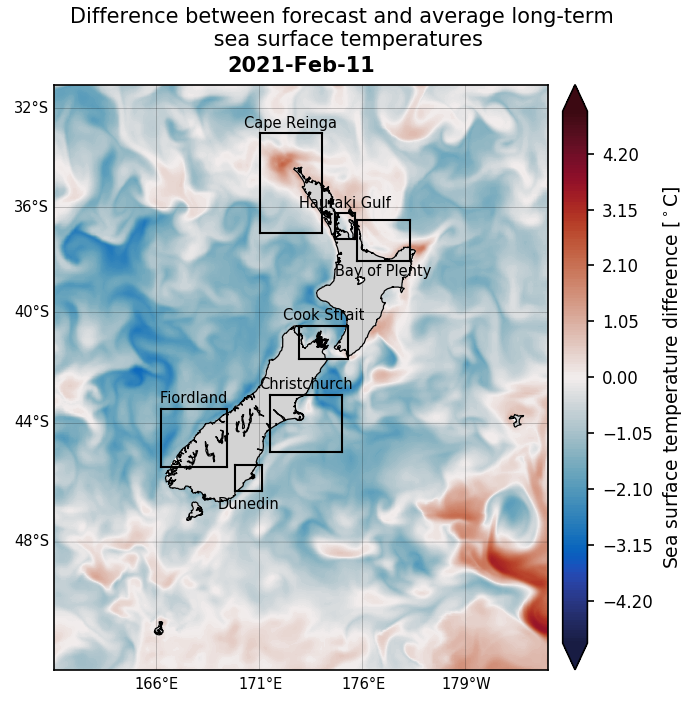 Difference between forecast and average long-term
sea surface temperatures
2021-Feb-11
32°S
36°S
40°S
44°S
48°S
Cape Reinga
Hauraki Gulf
Bay of Plenty
Cook Strait
Christchurch
Fiordland
Dunedin
166°E
171°E
176°E
179°W
4.20
3.15
2.10
1.05
0.00
−1.05
−2.10
−3.15
−4.20
Sea surface temperature difference [°C]